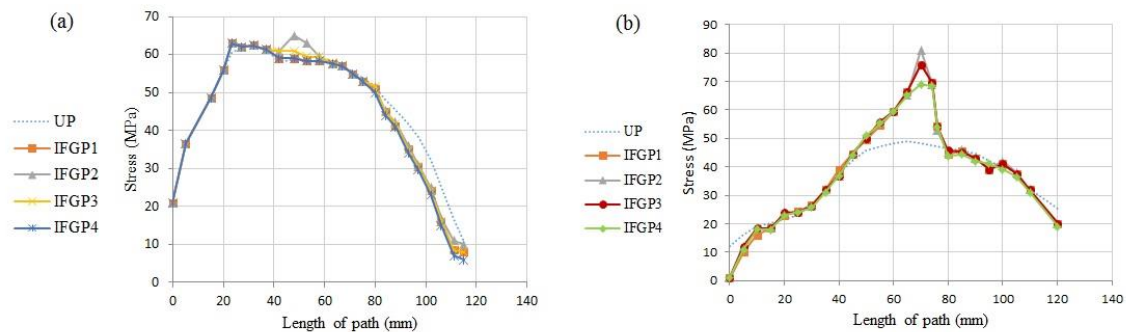 (a)
70
60
50
40
30
20
10
0
Stress (MPa)
0 20 40 60 80 100 120 140
Length of path (mm)
UP
IFGP1
IFGP2
IFGP3
IFGP4
(b)
90
80
70
60
50
40
30
20
10
0
Stress (MPa)
0 20 40 60 80 100 120 140
Length of path (mm)
UP
IFGP1
IFGP2
IFGP3
IFGP4